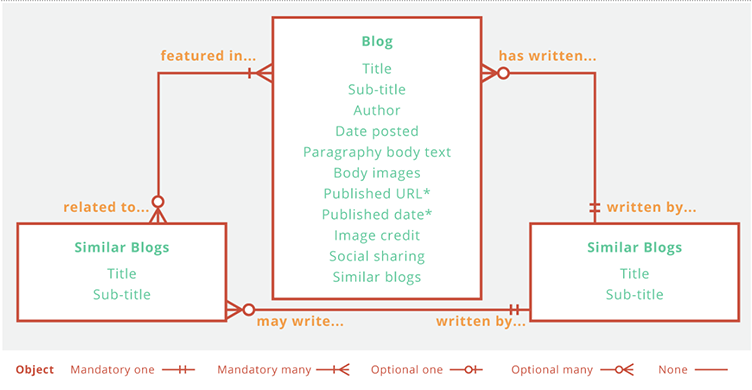 Blog
Title
Sub-title
Author
Date posted
Paragraphy body text
Body images
Published URL*
Published date*
Image credit
Social sharing
Similar blogs
featured in...
has written...
related to...
written by...
Similar Blogs
Title
Sub-title
Similar Blogs
Title
Sub-title
may write...
written by...
Object Mandatory one Mandatory many Optional one Optional many None